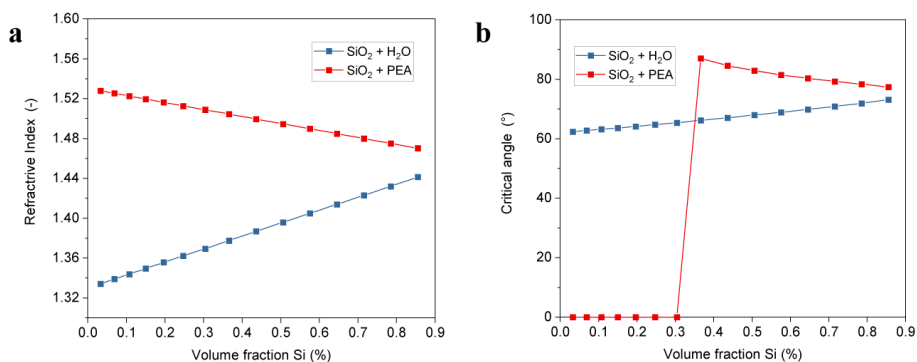 a
1.60
1.56
1.52
1.48
1.44
1.40
1.36
1.32
Refractrive Index (-)
SiO₂ + H₂O
SiO₂ + PEA
0.0 0.1 0.2 0.3 0.4 0.5 0.6 0.7 0.8 0.9
Volume fraction Si (%)
b
100
80
60
40
20
0
Critical angle (°)
SiO₂ + H₂O
SiO₂ + PEA
0.0 0.1 0.2 0.3 0.4 0.5 0.6 0.7 0.8 0.9
Volume fraction Si (%)